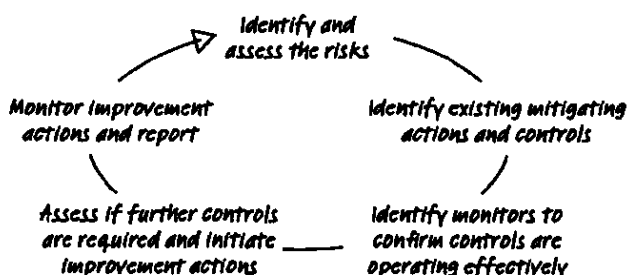 Identify and
assess the risks
Identify existing mitigating
actions and controls
Identify monitors to
confirm controls are
operating effectively
Assess if further controls
are required and initiate
improvement actions
Monitor improvement
actions and report